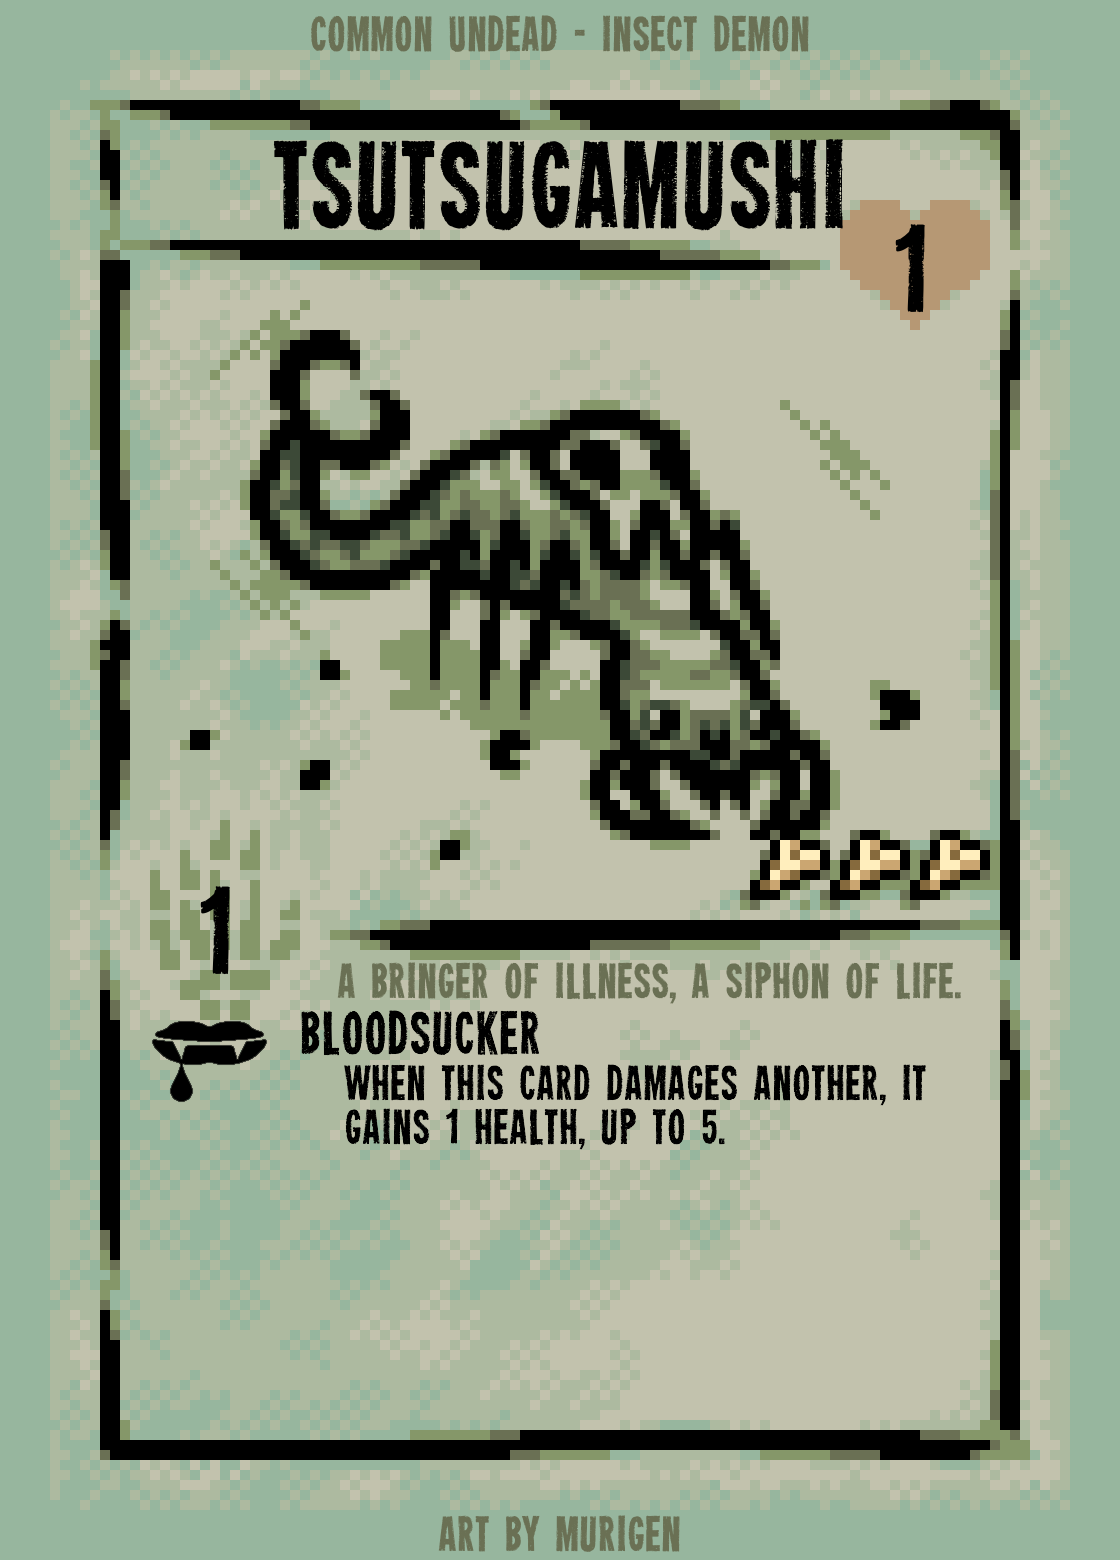 COMMON UNDEAD - INSECT DEMON
TSUTSUGAMUSHI
1
1
A BRINGER OF ILLNESS, A SIPHON OF LIFE.
BLOODSUCKER
WHEN THIS CARD DAMAGES ANOTHER, IT
GAINS 1 HEALTH, UP TO 5.
ART BY MURIGEN